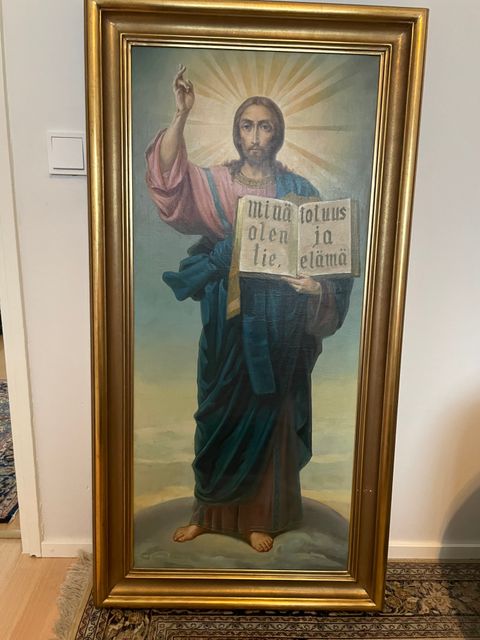 minä
olen
tie,
totuus
ja
elämä